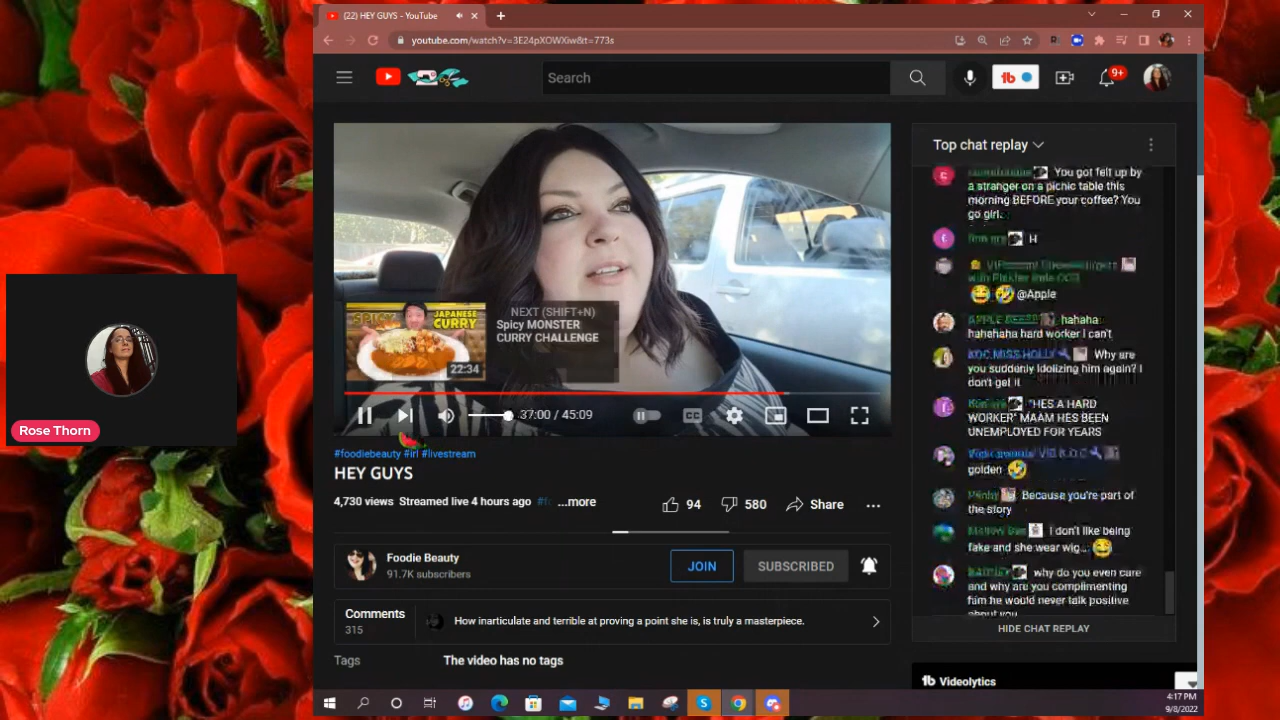 (22) HEY GUYS - YouTube
youtube.com/watch?v=3E24pXOWXiw&t=773s
Search
9+
Top chat replay
You got felt up by
a stranger on a picnic table this
morning BEFORE your coffee? You
go girl.
H
@Apple
hahaha
hahahaha hard worker I can't
Why are
you suddenly idolizing him again? I
don't get it
"HES A HARD
WORKER" MAAM HES BEEN
UNEMPLOYED FOR YEARS
golden
Because you're part of
the story
I don't like being
fake and she wear wig...
why do you even care
and why are you complimenting
him he would never talk positive
about you
HIDE CHAT REPLAY
SPICY
JAPANESE
CURRY
22:34
NEXT (SHIFT+N)
Spicy MONSTER
CURRY CHALLENGE
37:00 / 45:09
CC
#foodiebeauty #irl #livestream
HEY GUYS
4,730 views Streamed live 4 hours ago ...more
94
580
Share
Foodie Beauty
91.7K subscribers
JOIN
SUBSCRIBED
Comments
315
How inarticulate and terrible at proving a point she is, is truly a masterpiece.
Tags
The video has no tags
Videolytics
Rose Thorn
4:17 PM
9/8/2022